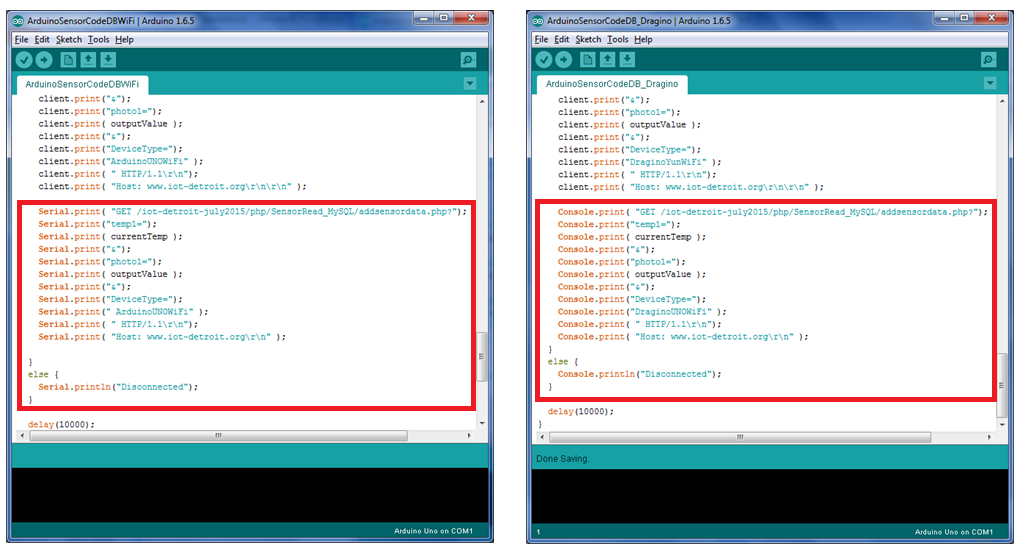 ArduinoSensorCodeDBWiFi | Arduino 1.6.5
File Edit Sketch Tools Help
ArduinoSensorCodeDBWiFi
client.print("&");
client.print("photo1=");
client.print( outputValue );
client.print("&");
client.print("DeviceType=");
client.print("ArduinoUNOWiFi" );
client.print( " HTTP/1.1\r\n");
client.print( "Host: www.iot-detroit.org\r\n\r\n" );
Serial.print( "GET /iot-detroit-july2015/php/SensorRead_MySQL/addsensordata.php?");
Serial.print("temp1=");
Serial.print( currentTemp );
Serial.print("&");
Serial.print("photo1=");
Serial.print( outputValue );
Serial.print("&");
Serial.print("DeviceType=");
Serial.print(" ArduinoUNOWiFi" );
Serial.print( " HTTP/1.1\r\n");
Serial.print( "Host: www.iot-detroit.org\r\n" );
}
else {
Serial.println("Disconnected");
}
delay(10000);
Arduino Uno on COM1
ArduinoSensorCodeDB_Dragino | Arduino 1.6.5
File Edit Sketch Tools Help
ArduinoSensorCodeDB_Dragino
client.print("&");
client.print("photo1=");
client.print( outputValue );
client.print("&");
client.print("DeviceType=");
client.print("DraginoYunWiFi" );
client.print( " HTTP/1.1\r\n");
client.print( "Host: www.iot-detroit.org\r\n\r\n" );
Console.print( "GET /iot-detroit-july2015/php/SensorRead_MySQL/addsensordata.php?");
Console.print("temp1=");
Console.print( currentTemp );
Console.print("&");
Console.print("photo1=");
Console.print( outputValue );
Console.print("&");
Console.print("DeviceType=");
Console.print("DraginoUNOWiFi" );
Console.print( " HTTP/1.1\r\n");
Console.print( "Host: www.iot-detroit.org\r\n" );
}
else {
Console.println("Disconnected");
}
delay(10000);
}
Done Saving.
1
Arduino Uno on COM1